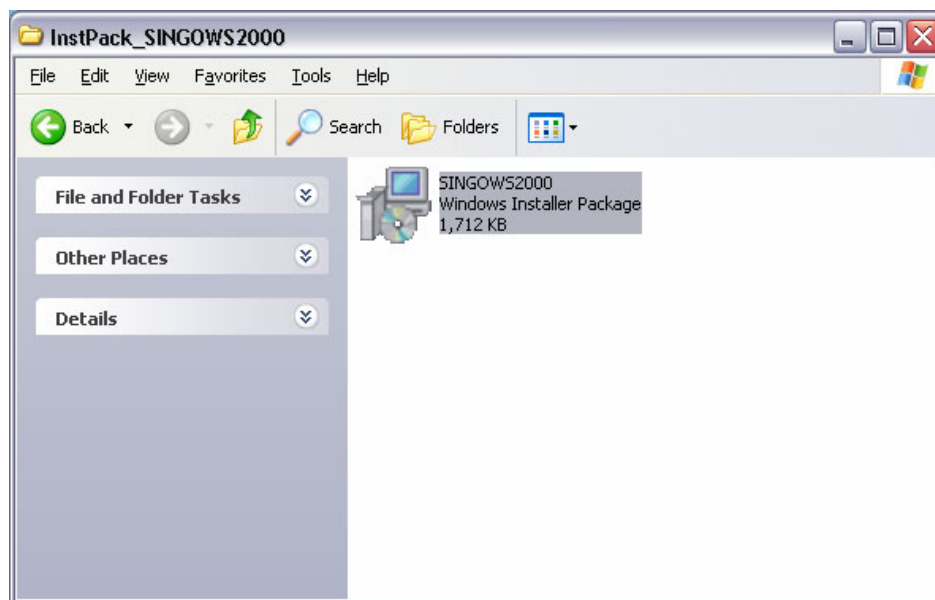 InstPack_SINGOWS2000
File Edit View Favorites Tools Help
Back Search Folders
File and Folder Tasks
Other Places
Details
SINGOWS2000
Windows Installer Package
1,712 KB